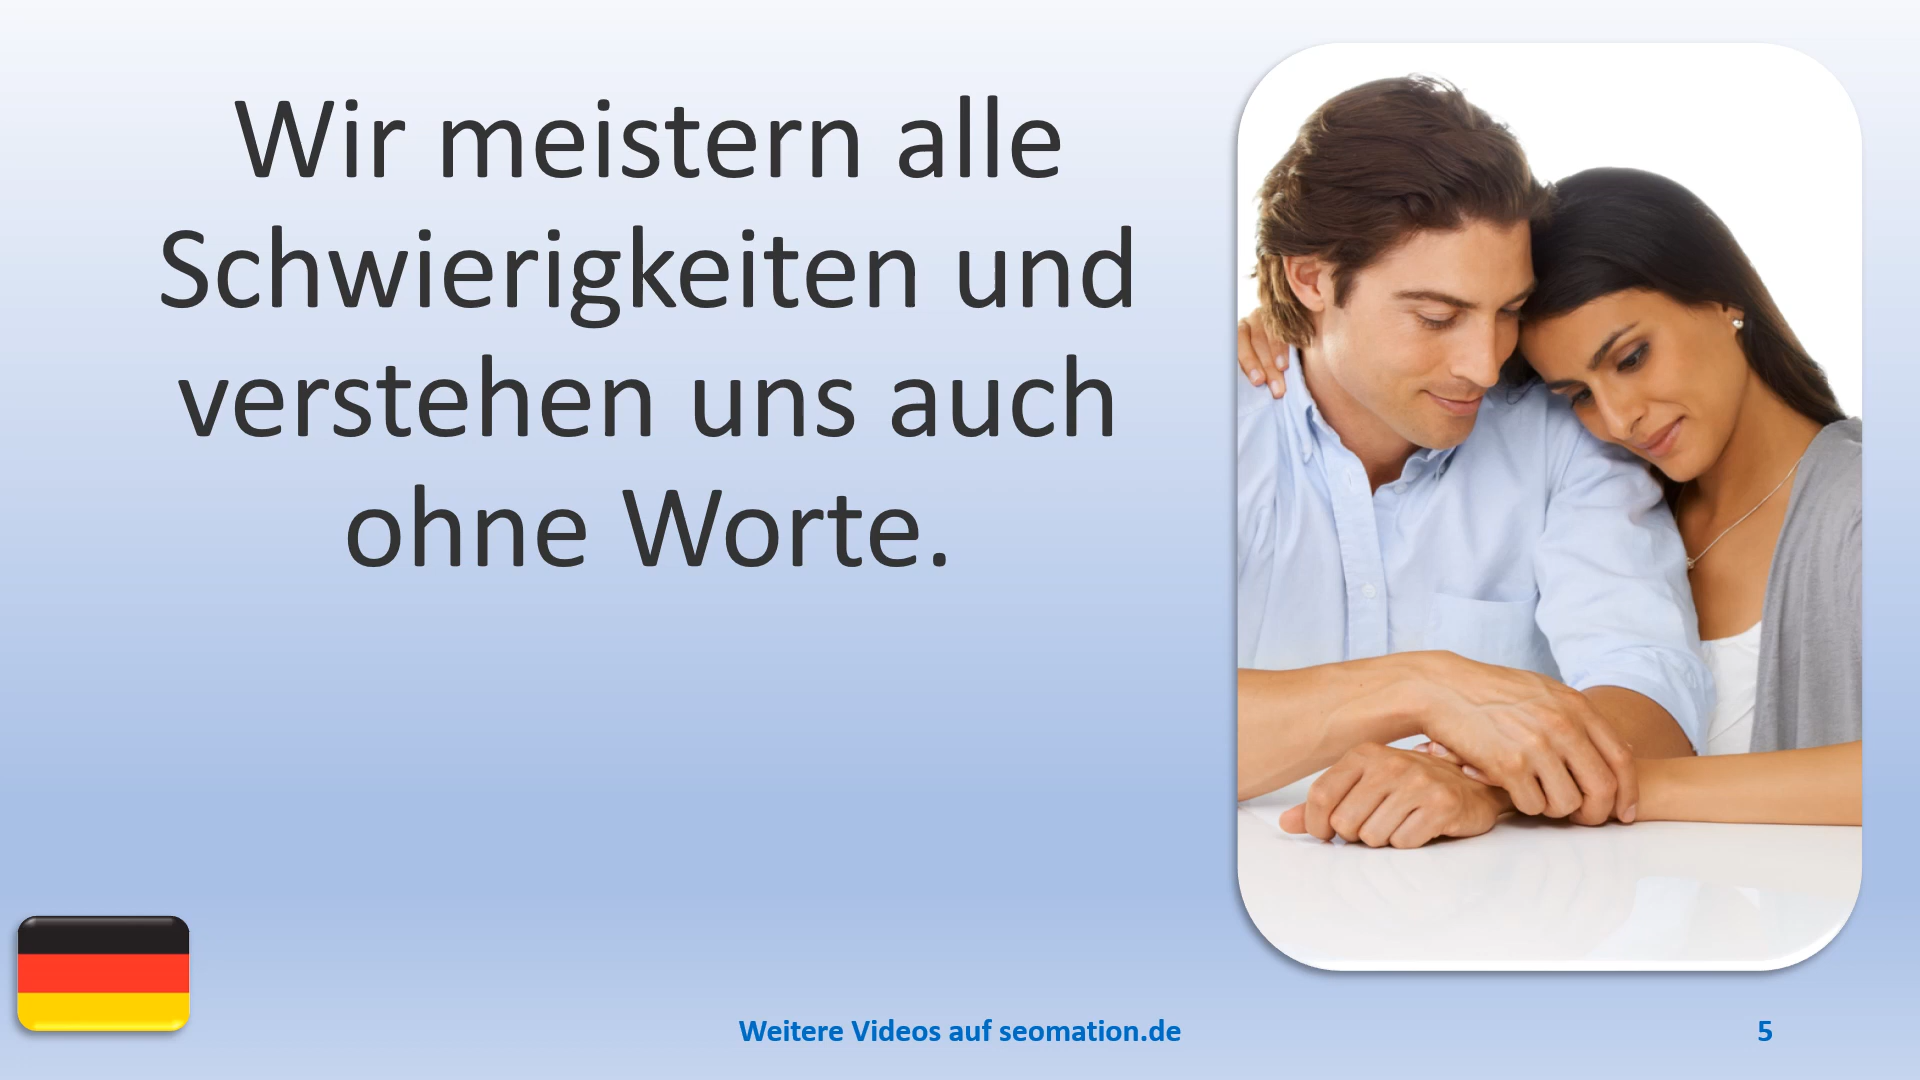 Wir meistern alle
Schwierigkeiten und
verstehen uns auch
ohne Worte.
Weitere Videos auf seomation.de
5